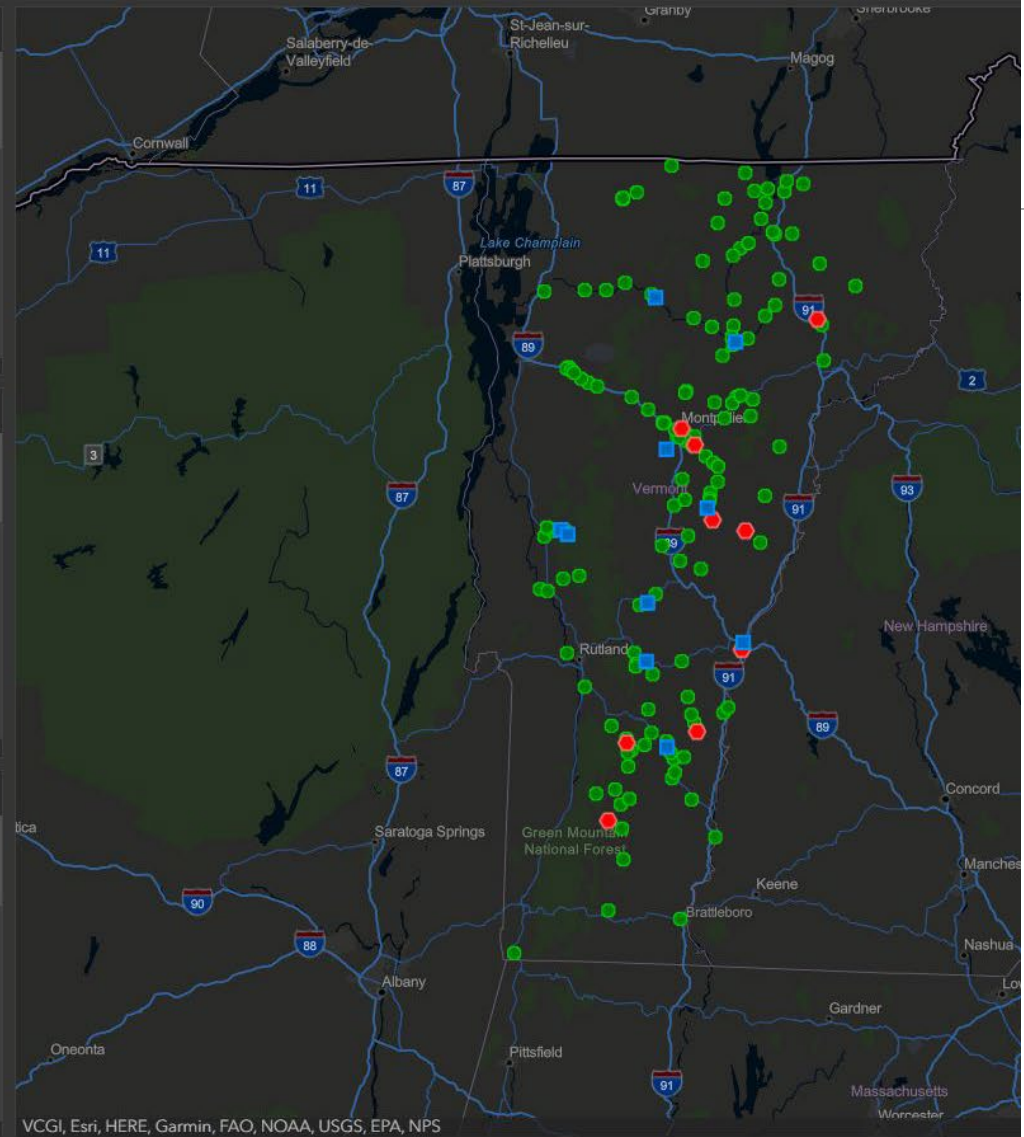 Granby
Sherbrooke
St-Jean-sur-
Richelieu
Salaberry-de-
Valleyfield
Magog
Cornwall
11
87
11
Lake Champlain
Plattsburgh
91
89
2
3
Vermont
93
87
91
New Hampshire
Rutland
91
89
87
Concord
Saratoga Springs
Green Mountain
National Forest
Manches
Keene
90
Brattleboro
88
Nashua
Albany
Gardner
Oneonta
Pittsfield
91
Massachusetts
Worcester
VCGI, Esri, HERE, Garmin, FAO, NOAA, USGS, EPA, NPS